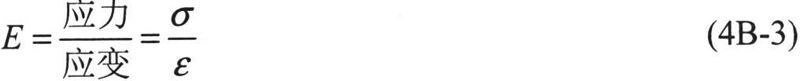 E = 应力/应变 = σ/ε (4B-3)